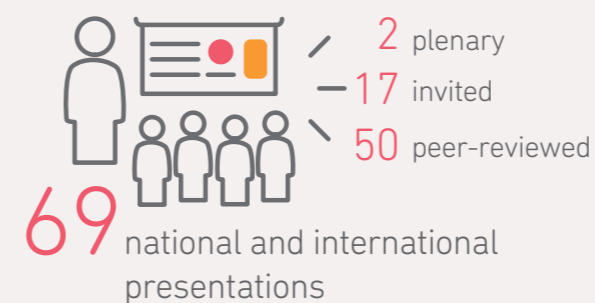 2 plenary
17 invited
50 peer-reviewed
69 national and international
presentations